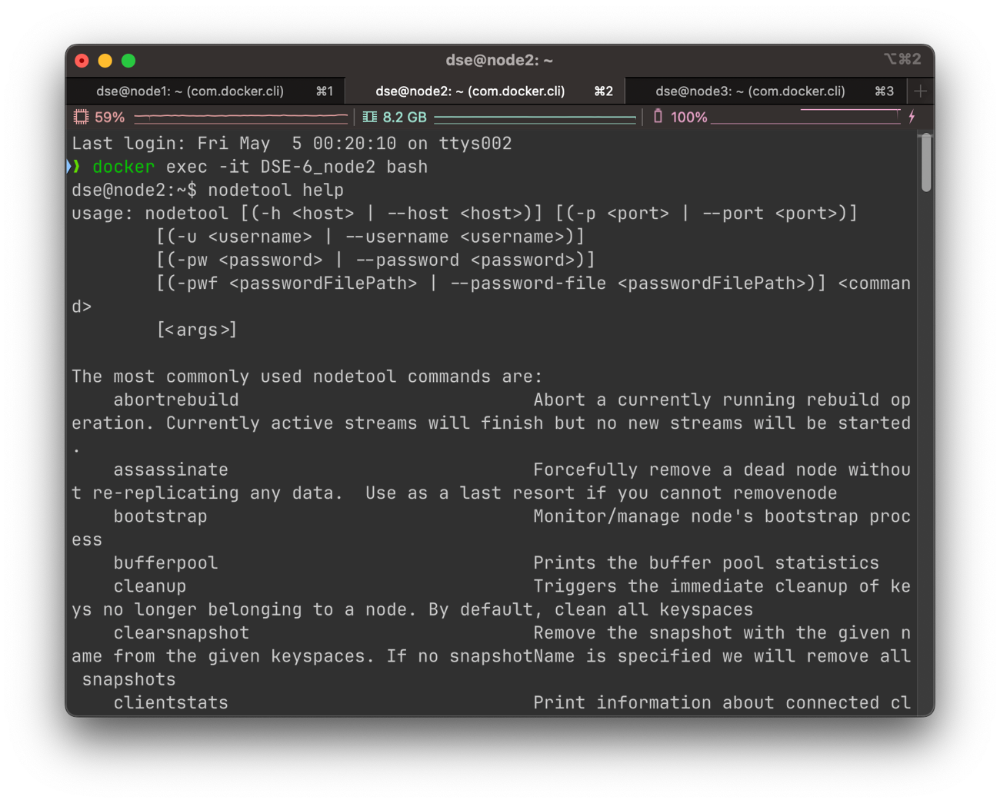 dse@node2: ~
⌥⌘2
dse@node1: ~ (com.docker.cli) ⌘1
dse@node2: ~ (com.docker.cli) ⌘2
dse@node3: ~ (com.docker.cli) ⌘3
59% 8.2 GB 100%
Last login: Fri May  5 00:20:10 on ttys002
docker exec -it DSE-6_node2 bash
dse@node2:~$ nodetool help
usage: nodetool [(-h <host> | --host <host>)] [(-p <port> | --port <port>)]
        [(-u <username> | --username <username>)]
        [(-pw <password> | --password <password>)]
        [(-pwf <passwordFilePath> | --password-file <passwordFilePath>)] <comman
d>
        [<args>]
The most commonly used nodetool commands are:
    abortrebuild                            Abort a currently running rebuild op
eration. Currently active streams will finish but no new streams will be started
.
    assassinate                             Forcefully remove a dead node withou
t re-replicating any data.  Use as a last resort if you cannot removenode
    bootstrap                               Monitor/manage node's bootstrap proc
ess
    bufferpool                              Prints the buffer pool statistics
    cleanup                                 Triggers the immediate cleanup of ke
ys no longer belonging to a node. By default, clean all keyspaces
    clearsnapshot                           Remove the snapshot with the given n
ame from the given keyspaces. If no snapshotName is specified we will remove all
 snapshots
    clientstats                             Print information about connected cl